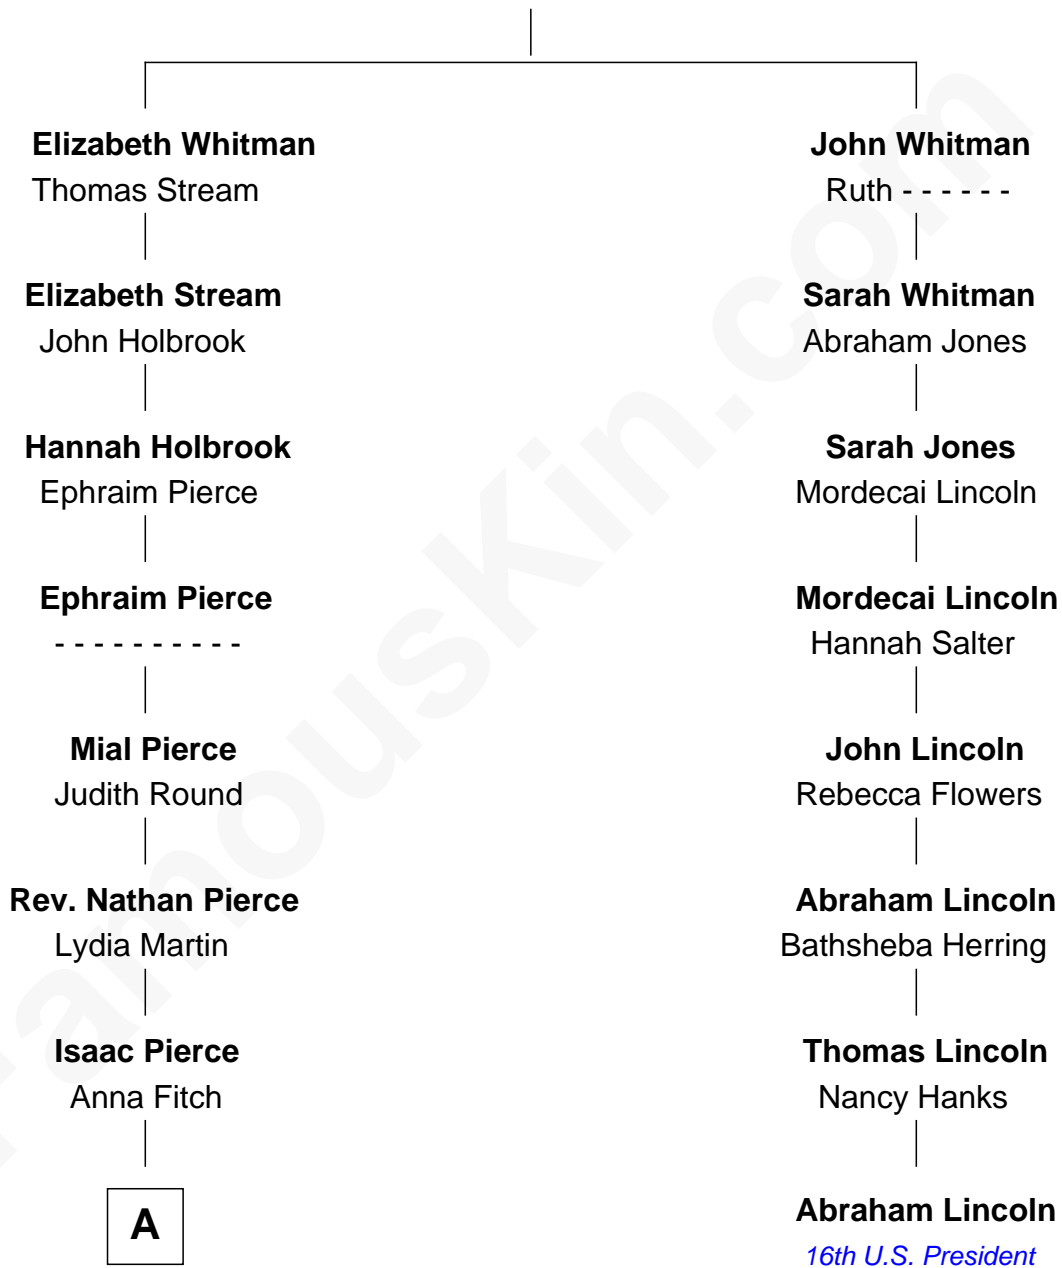 Elizabeth Whitman
Thomas Stream
Elizabeth Stream
John Holbrook
Hannah Holbrook
Ephraim Pierce
Ephraim Pierce
- - - - - - - - - -
Mial Pierce
Judith Round
Rev. Nathan Pierce
Lydia Martin
Isaac Pierce
Anna Fitch
A
John Whitman
Ruth - - - - - -
Sarah Whitman
Abraham Jones
Sarah Jones
Mordecai Lincoln
Mordecai Lincoln
Hannah Salter
John Lincoln
Rebecca Flowers
Abraham Lincoln
Bathsheba Herring
Thomas Lincoln
Nancy Hanks
Abraham Lincoln
16th U.S. President
FamousKin.com